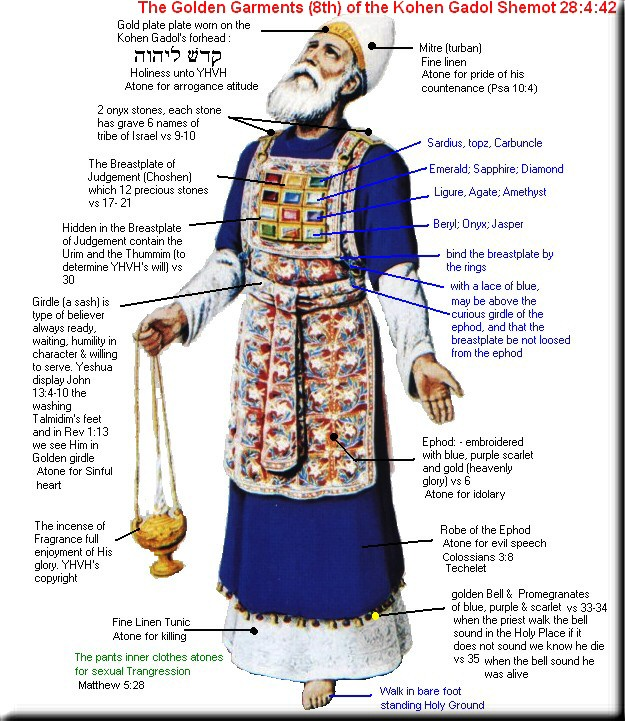 The Golden Garments (8th) of the Kohen Gadol Shemot 28:4:42
Gold plate plate worn on the
Kohen Gadol's forhead :
קדש ליהוה
Holiness unto YHVH
Atone for arrogance atitude
Mitre (turban)
Fine linen
Atone for pride of his
countenance (Psa 10:4)
2 onyx stones, each stone
has grave 6 names of
tribe of Israel vs 9-10
The Breastplate of
Judgement (Choshen)
which 12 precious stones
vs 17- 21
Hidden in the Breastplate
of Judgement contain the
Urim and the Thummim (to
determine YHVH's will) vs
30
Girdle (a sash) is
type of believer
always ready,
waiting, humility in
character & willing
to serve. Yeshua
display John
13:4-10 the
washing
Talmidim's feet
and in Rev 1:13
we see Him in
Golden girdle
Atone for Sinful
heart
The incense of
Fragrance full
enjoyment of His
glory. YHVH's
copyright
Fine Linen Tunic
Atone for killing
The pants inner clothes atones
for sexual Trangression
Matthew 5:28
Sardius, topz, Carbuncle
Emerald; Sapphire; Diamond
Ligure, Agate; Amethyst
Beryl; Onyx; Jasper
bind the breastplate by
the rings
with a lace of blue,
may be above the
curious girdle of the
ephod, and that the
breastplate be not loosed
from the ephod
Ephod: - embroidered
with blue, purple scarlet
and gold (heavenly
glory) vs 6
Atone for idolary
Robe of the Ephod
Atone for evil speech
Colossians 3:8
Techelet
golden Bell & Promegranates
of blue, purple & scarlet vs 33-34
when the priest walk the bell
sound in the Holy Place if it
does not sound we know he die
vs 35 when the bell sound he
was alive
Walk in bare foot
standing Holy Ground